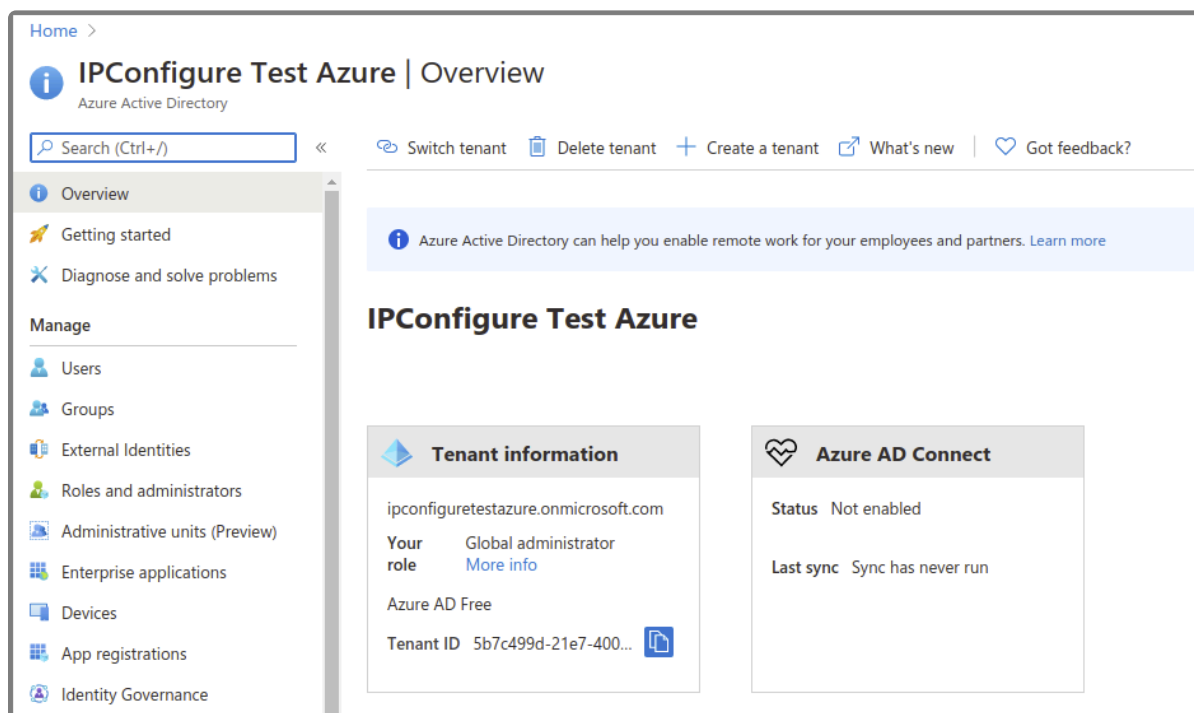 Home >
IPConfigure Test Azure | Overview
Azure Active Directory
Search (Ctrl+/)
«
Switch tenant
Delete tenant
Create a tenant
What's new
Got feedback?
Overview
Getting started
Diagnose and solve problems
Manage
Users
Groups
External Identities
Roles and administrators
Administrative units (Preview)
Enterprise applications
Devices
App registrations
Identity Governance
Azure Active Directory can help you enable remote work for your employees and partners. Learn more
IPConfigure Test Azure
Tenant information
ipconfiguretestazure.onmicrosoft.com
Your role Global administrator
More info
Azure AD Free
Tenant ID 5b7c499d-21e7-400...
Azure AD Connect
Status Not enabled
Last sync Sync has never run